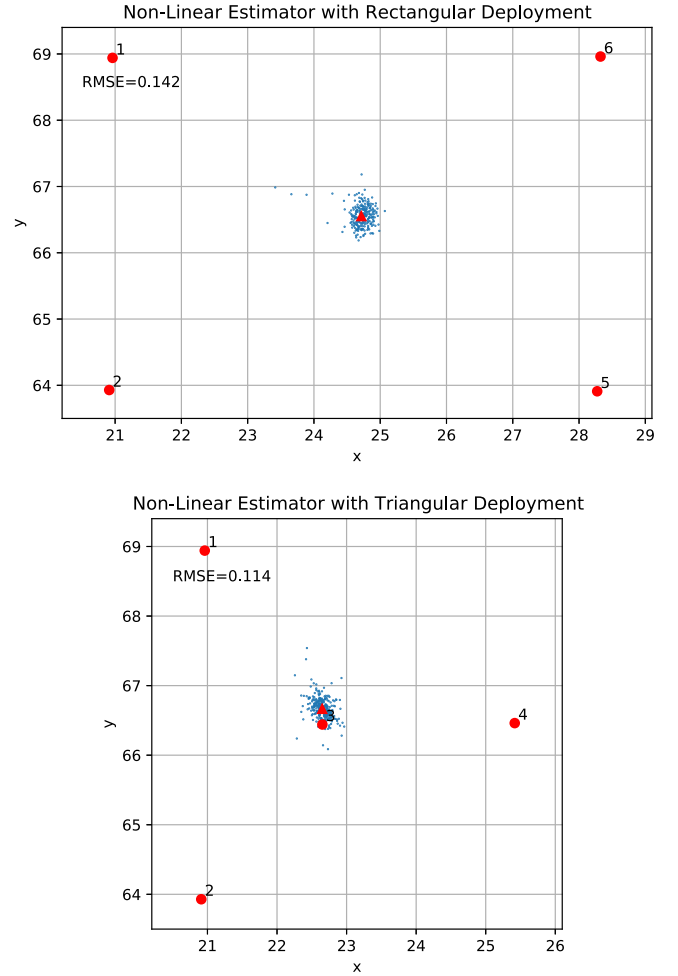 Non-Linear Estimator with Rectangular Deployment
69
1
6
RMSE=0.142
68
67
y
66
65
64
2
5
21 22 23 24 25 26 27 28 29
x
Non-Linear Estimator with Triangular Deployment
69
1
RMSE=0.114
68
67
y
3
4
66
65
64
2
21 22 23 24 25 26
x